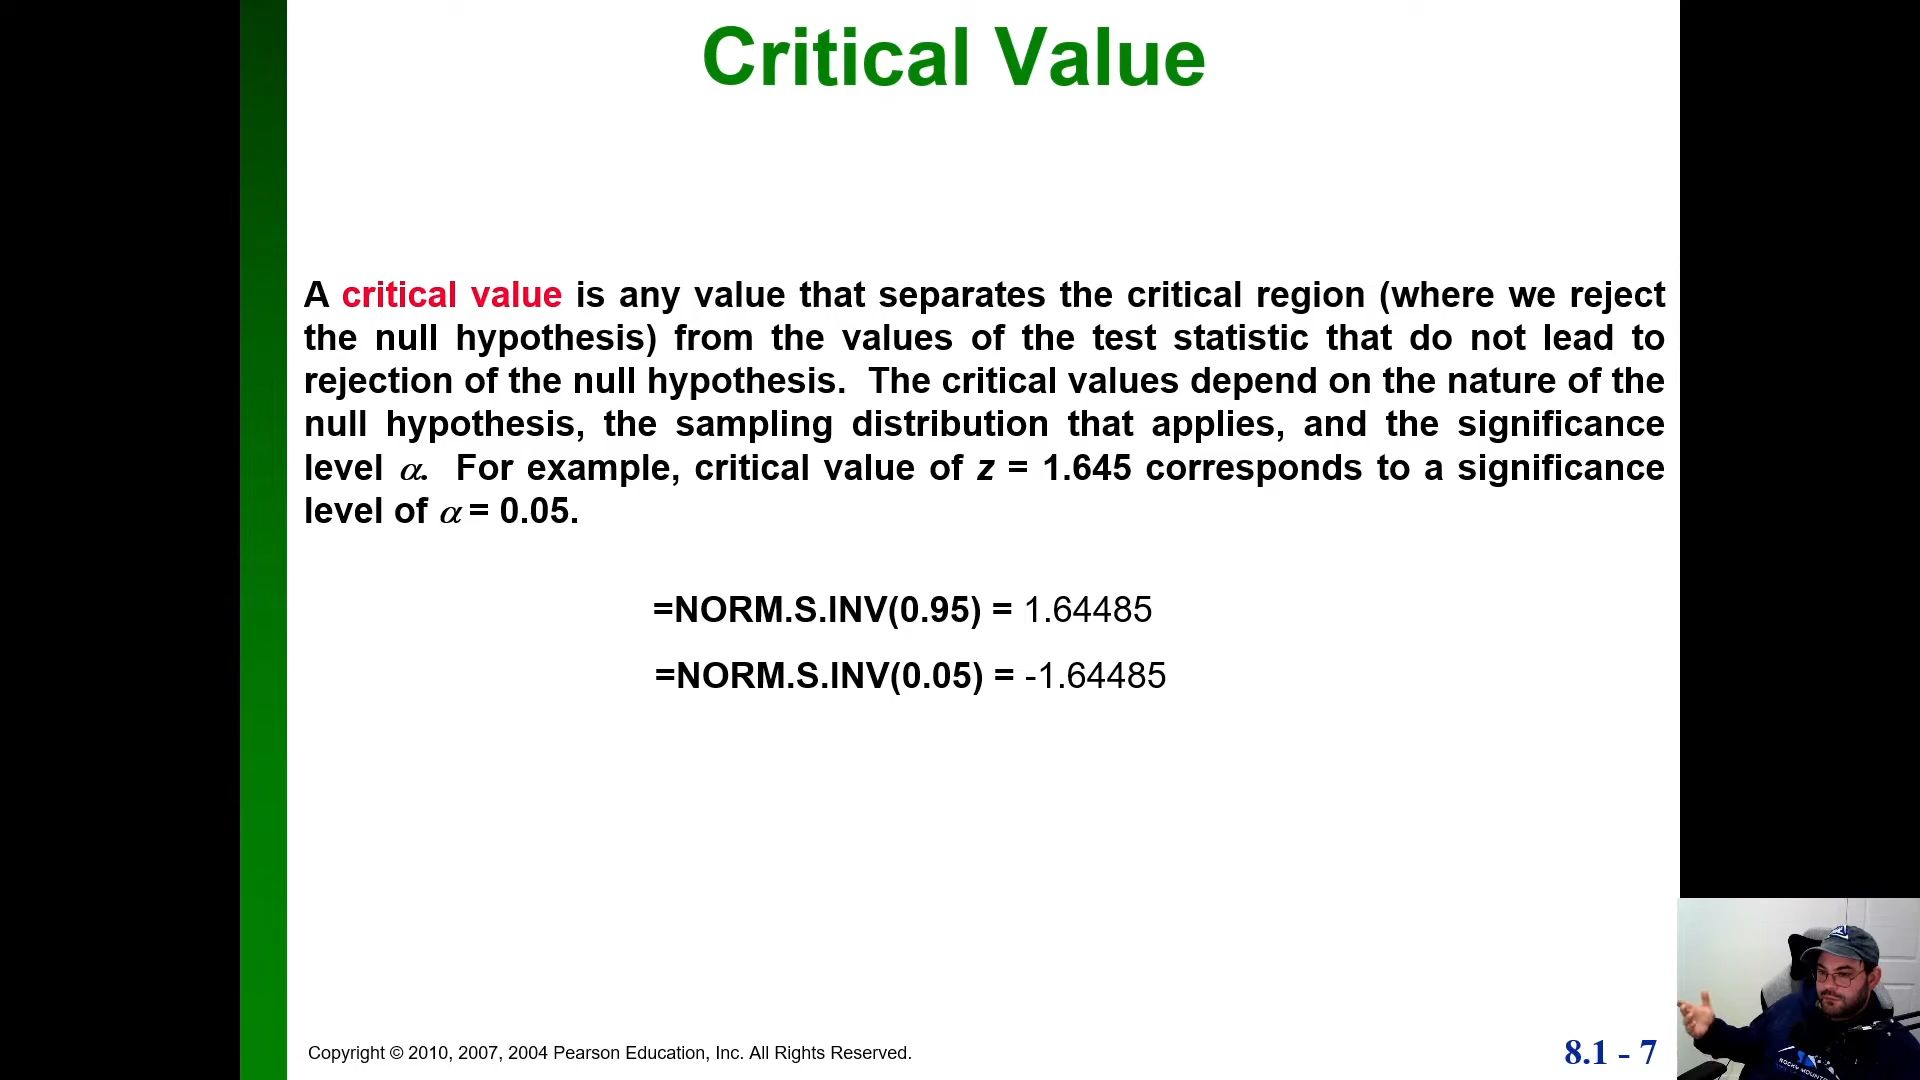 Critical Value
A critical value is any value that separates the critical region (where we reject
the null hypothesis) from the values of the test statistic that do not lead to
rejection of the null hypothesis. The critical values depend on the nature of the
null hypothesis, the sampling distribution that applies, and the significance
level α. For example, critical value of z = 1.645 corresponds to a significance
level of α = 0.05.
=NORM.S.INV(0.95) = 1.64485
=NORM.S.INV(0.05) = -1.64485
Copyright © 2010, 2007, 2004 Pearson Education, Inc. All Rights Reserved.
8.1 - 7
ROCKY